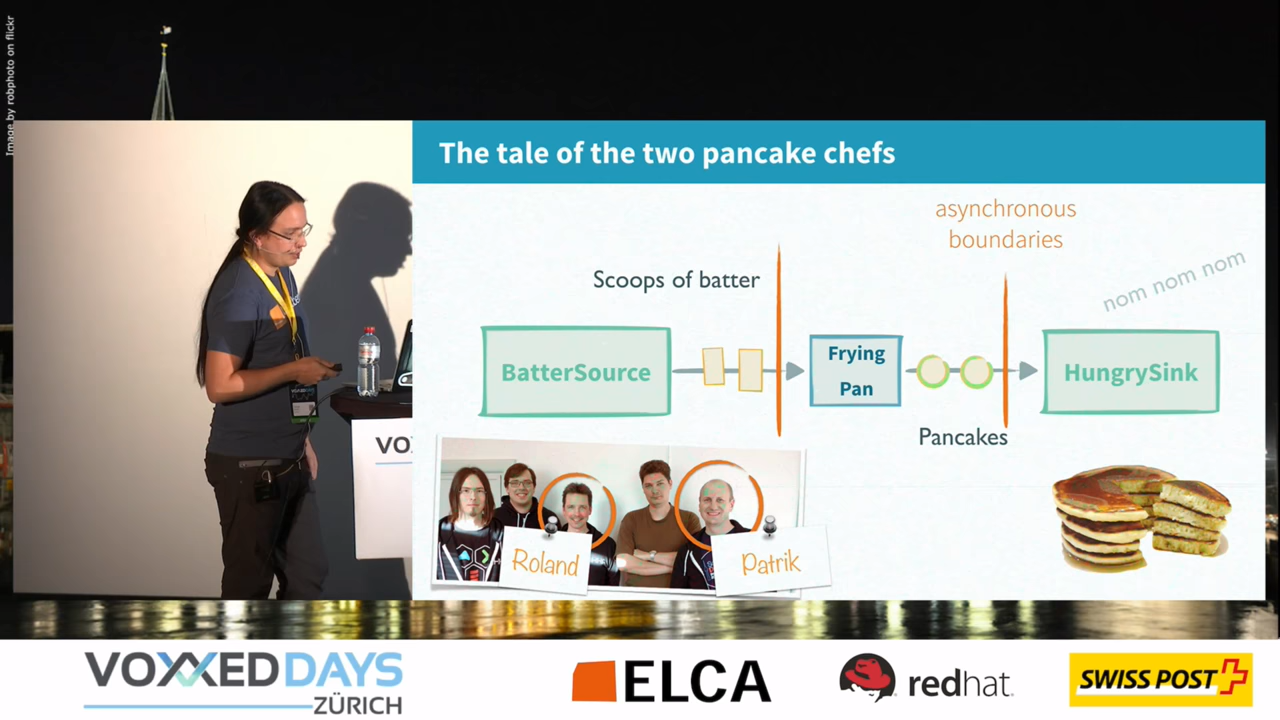 Image by robphoto on flickr
The tale of the two pancake chefs
asynchronous
boundaries
nom nom nom
Scoops of batter
BatterSource
Frying
Pan
HungrySink
Pancakes
Roland
Patrik
VO
VOXXED DAYS
ZÜRICH
ELCA
redhat.
SWISS POST